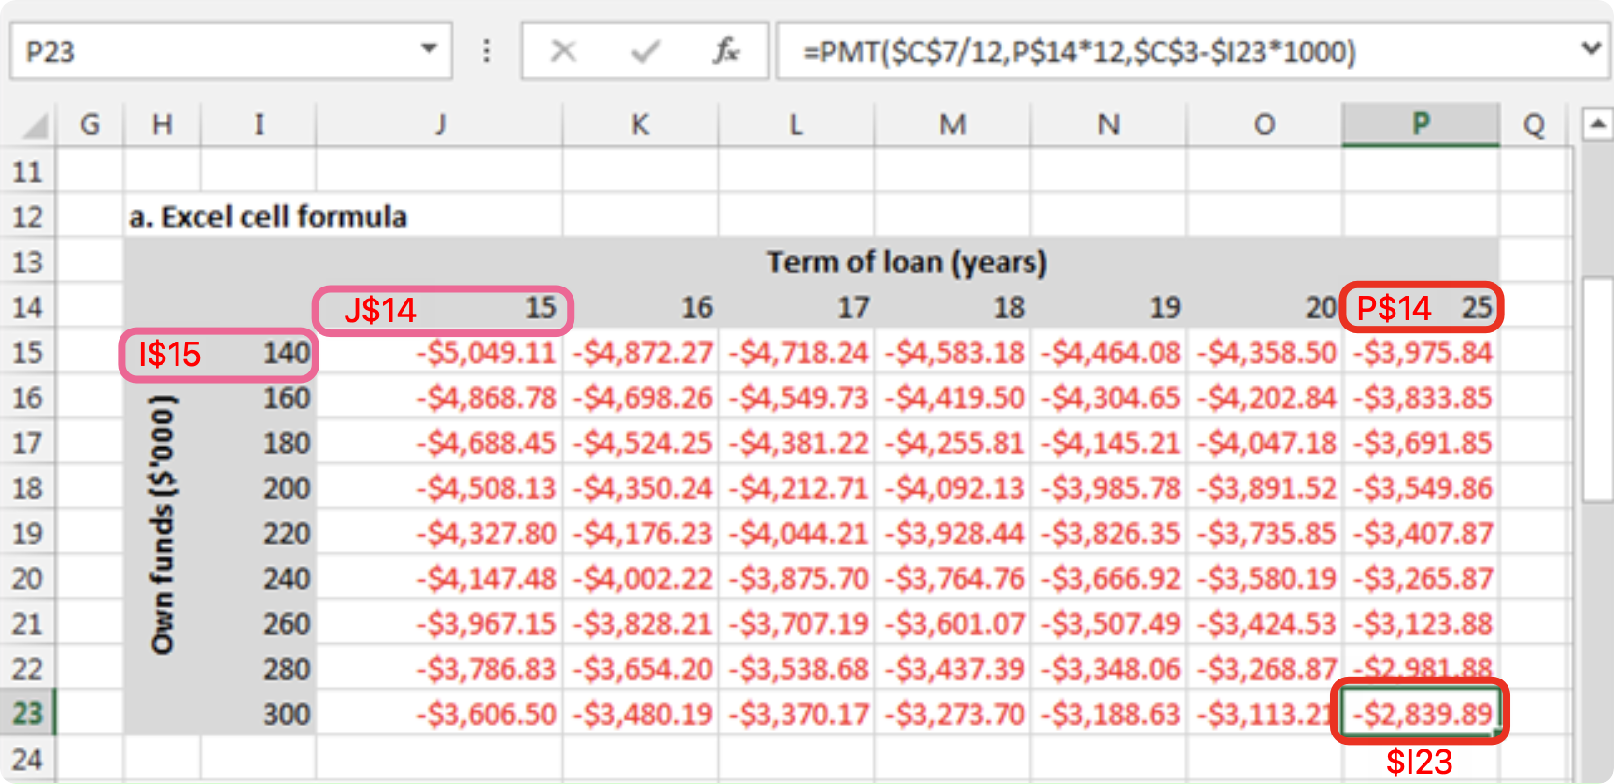 P23 =PMT($C$7/12,P$14*12,$C$3-$I23*1000)
G H I J K L M N O P Q
11
12 a. Excel cell formula
13 Term of loan (years)
14 J$14 15 16 17 18 19 20 P$14 25
15 I$15 140 -$5,049.11 -$4,872.27 -$4,718.24 -$4,583.18 -$4,464.08 -$4,358.50 -$3,975.84
16 160 -$4,868.78 -$4,698.26 -$4,549.73 -$4,419.50 -$4,304.65 -$4,202.84 -$3,833.85
17 180 -$4,688.45 -$4,524.25 -$4,381.22 -$4,255.81 -$4,145.21 -$4,047.18 -$3,691.85
18 200 -$4,508.13 -$4,350.24 -$4,212.71 -$4,092.13 -$3,985.78 -$3,891.52 -$3,549.86
19 220 -$4,327.80 -$4,176.23 -$4,044.21 -$3,928.44 -$3,826.35 -$3,735.85 -$3,407.87
20 240 -$4,147.48 -$4,002.22 -$3,875.70 -$3,764.76 -$3,666.92 -$3,580.19 -$3,265.87
21 260 -$3,967.15 -$3,828.21 -$3,707.19 -$3,601.07 -$3,507.49 -$3,424.53 -$3,123.88
22 280 -$3,786.83 -$3,654.20 -$3,538.68 -$3,437.39 -$3,348.06 -$3,268.87 -$2,981.88
23 300 -$3,606.50 -$3,480.19 -$3,370.17 -$3,273.70 -$3,188.63 -$3,113.21 -$2,839.89
Own funds ($'000)
24 $I23